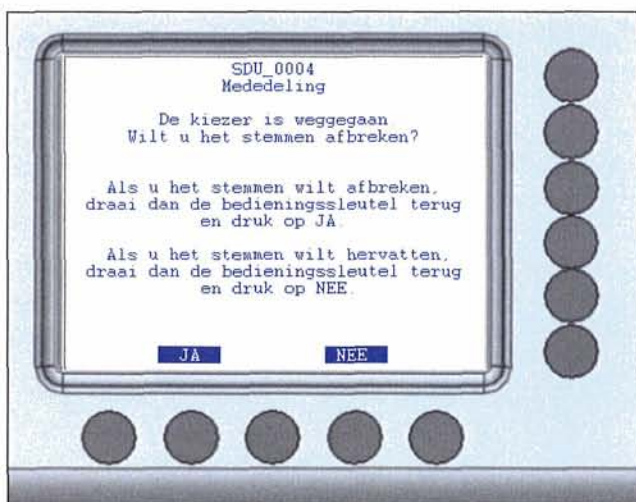 SDU_0004
Mededeling
De kiezer is weggegaan
Wilt u het stemmen afbreken?
Als u het stemmen wilt afbreken,
draai dan de bedieningssleutel terug
en druk op JA.
Als u het stemmen wilt hervatten,
draai dan de bedieningssleutel terug
en druk op NEE.
JA NEE